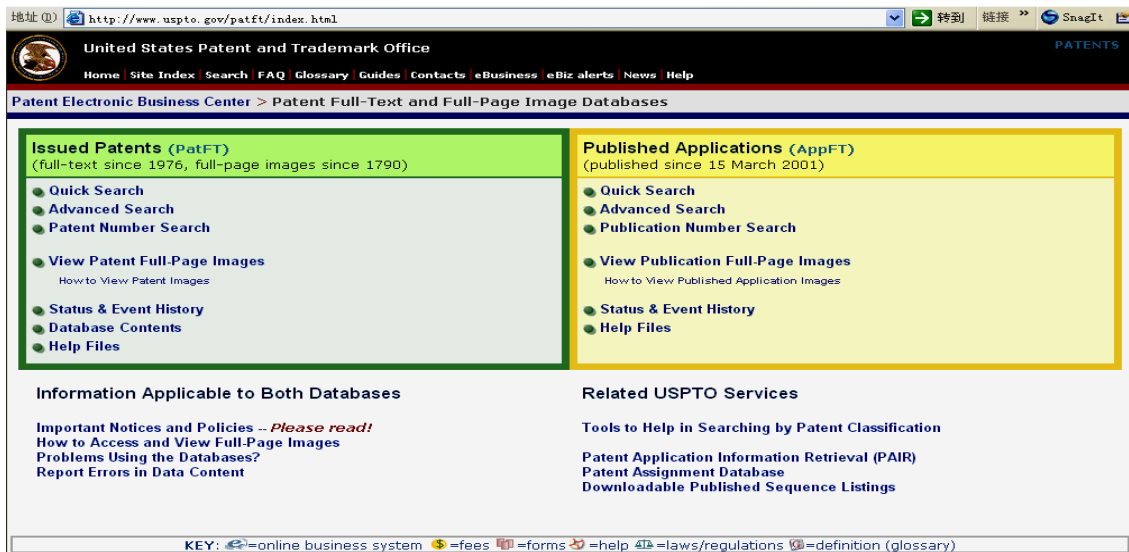 地址(D) http://www.uspto.gov/patft/index.html 转到 链接 » SnagIt
United States Patent and Trademark Office
PATENTS
Home | Site Index | Search | FAQ | Glossary | Guides | Contacts | eBusiness | eBiz alerts | News | Help
Patent Electronic Business Center > Patent Full-Text and Full-Page Image Databases
Issued Patents (PatFT)
(full-text since 1976, full-page images since 1790)
Quick Search
Advanced Search
Patent Number Search
View Patent Full-Page Images
How to View Patent Images
Status & Event History
Database Contents
Help Files
Published Applications (AppFT)
(published since 15 March 2001)
Quick Search
Advanced Search
Publication Number Search
View Publication Full-Page Images
How to View Published Application Images
Status & Event History
Help Files
Information Applicable to Both Databases
Important Notices and Policies -- Please read!
How to Access and View Full-Page Images
Problems Using the Databases?
Report Errors in Data Content
Related USPTO Services
Tools to Help in Searching by Patent Classification
Patent Application Information Retrieval (PAIR)
Patent Assignment Database
Downloadable Published Sequence Listings
KEY: =online business system =fees =forms =help =laws/regulations =definition (glossary)